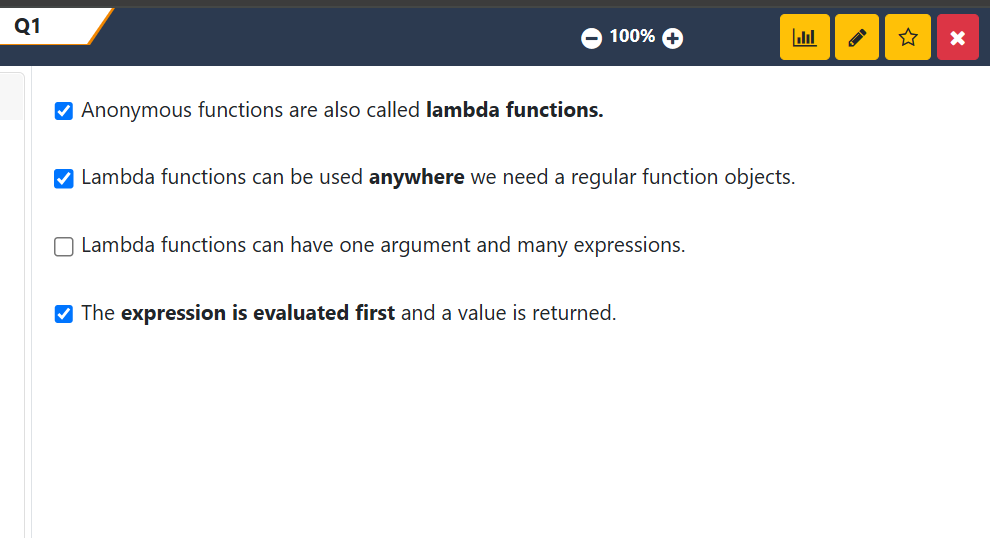 Q1
100%
Anonymous functions are also called lambda functions.
Lambda functions can be used anywhere we need a regular function objects.
Lambda functions can have one argument and many expressions.
The expression is evaluated first and a value is returned.